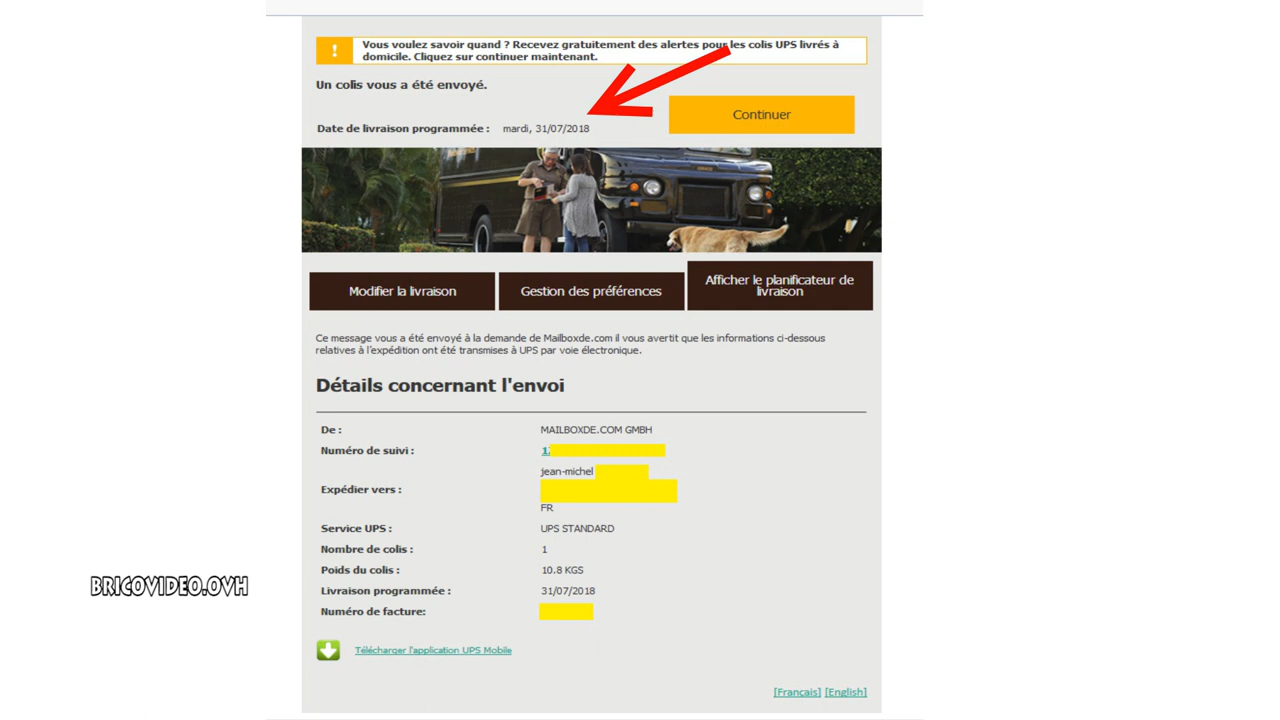 Vous voulez savoir quand ? Recevez gratuitement des alertes pour les colis UPS livrés à
domicile. Cliquez sur continuer maintenant.
Un colis vous a été envoyé.
Continuer
Date de livraison programmée : mardi, 31/07/2018
Modifier la livraison
Gestion des préférences
Afficher le planificateur de
livraison
Ce message vous a été envoyé à la demande de Mailboxde.com il vous avertit que les informations ci-dessous
relatives à l'expédition ont été transmises à UPS par voie électronique.
Détails concernant l'envoi
De : MAILBOXDE.COM GMBH
Numéro de suivi :
jean-michel
Expédier vers :
FR
Service UPS : UPS STANDARD
Nombre de colis : 1
Poids du colis : 10.8 KGS
Livraison programmée : 31/07/2018
Numéro de facture:
BRICOVIDEO.OVH
Télécharger l'application UPS Mobile
[Français] [English]